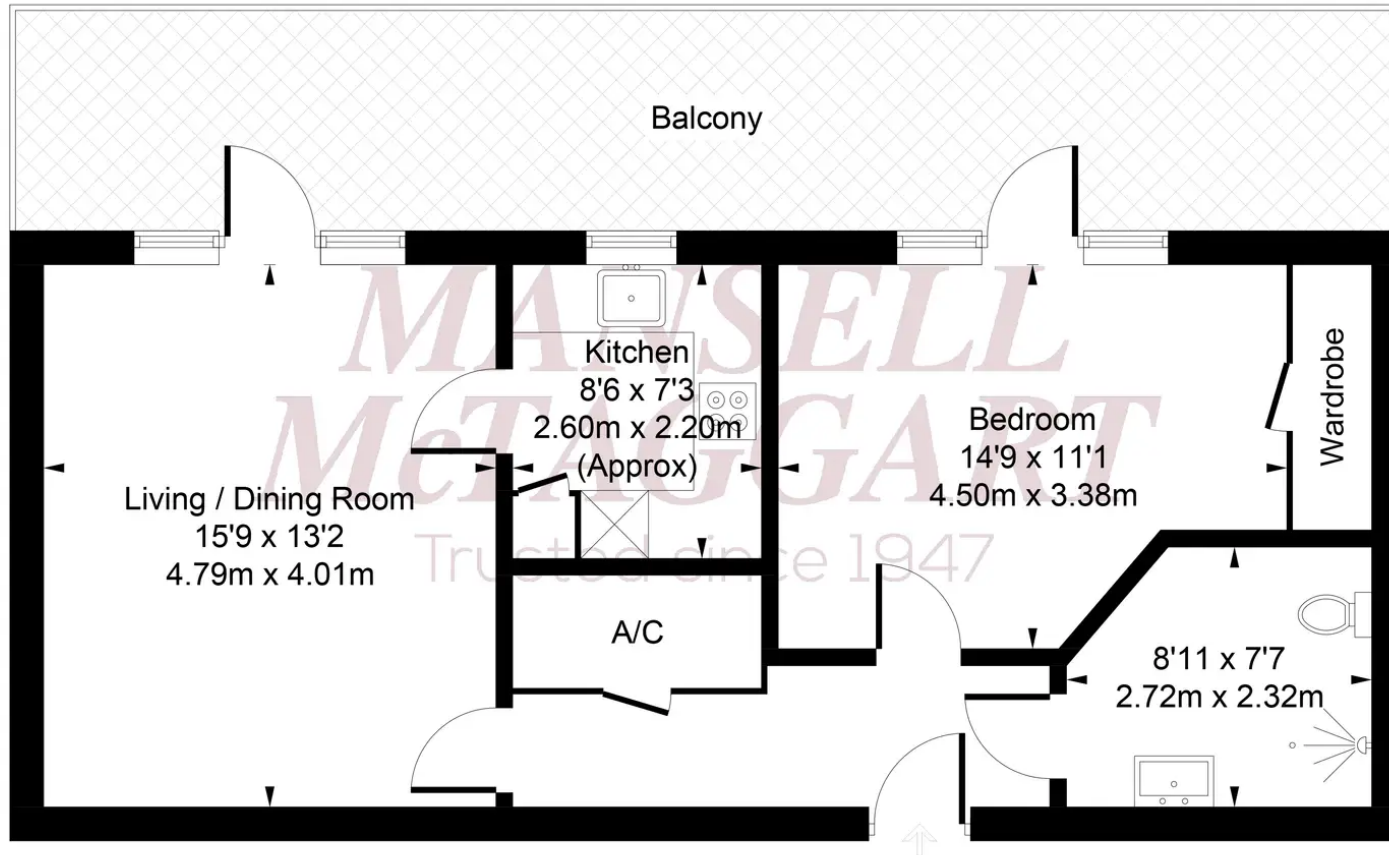 Balcony
MANSELL
McTAGGART
Trusted since 1947
Kitchen
8'6 x 7'3
2.60m x 2.20m
(Approx)
Living / Dining Room
15'9 x 13'2
4.79m x 4.01m
Bedroom
14'9 x 11'1
4.50m x 3.38m
Wardrobe
A/C
8'11 x 7'7
2.72m x 2.32m